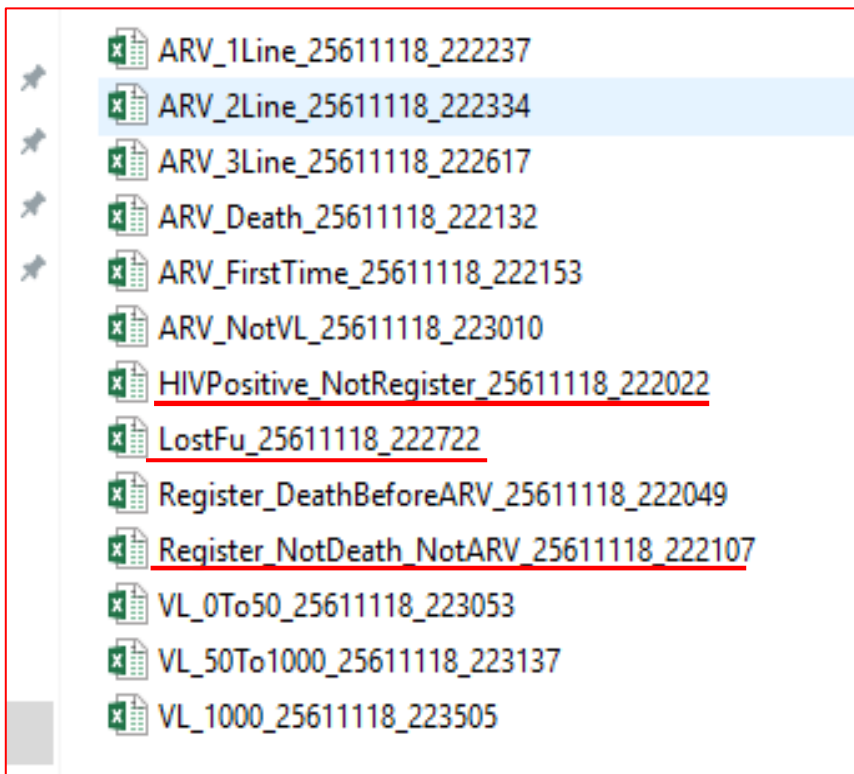 ARV_1Line_25611118_222237
ARV_2Line_25611118_222334
ARV_3Line_25611118_222617
ARV_Death_25611118_222132
ARV_FirstTime_25611118_222153
ARV_NotVL_25611118_223010
HIVPositive_NotRegister_25611118_222022
LostFu_25611118_222722
Register_DeathBeforeARV_25611118_222049
Register_NotDeath_NotARV_25611118_222107
VL_0To50_25611118_223053
VL_50To1000_25611118_223137
VL_1000_25611118_223505